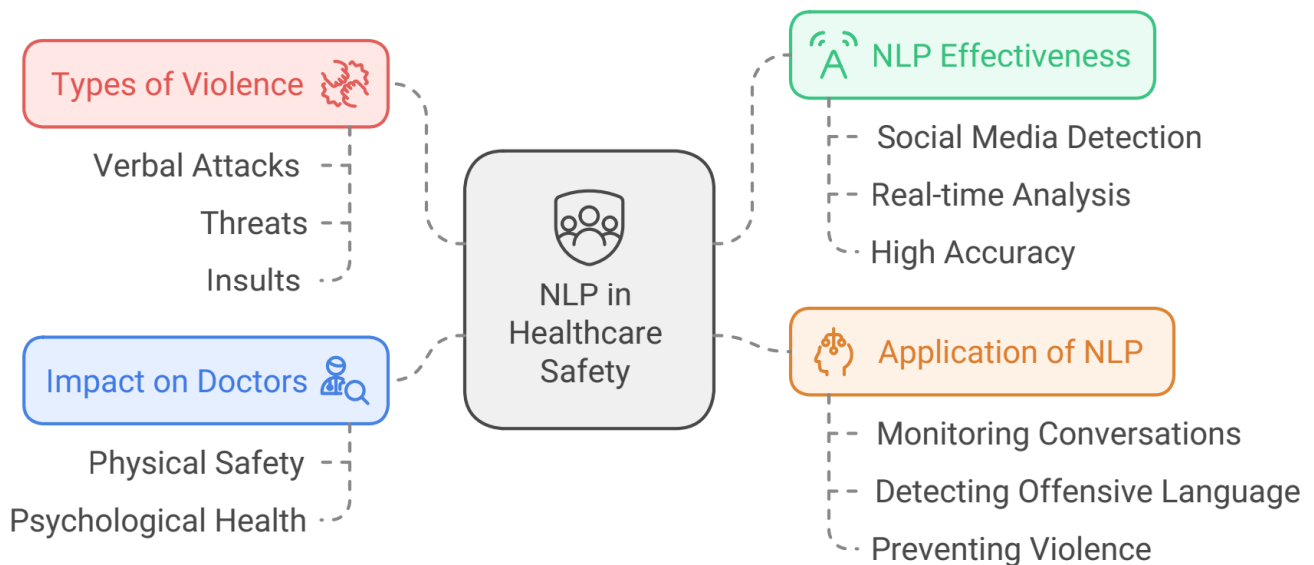 Types of Violence
Verbal Attacks
Threats
Insults
Impact on Doctors
Physical Safety
Psychological Health
NLP in
Healthcare
Safety
NLP Effectiveness
Social Media Detection
Real-time Analysis
High Accuracy
Application of NLP
Monitoring Conversations
Detecting Offensive Language
Preventing Violence